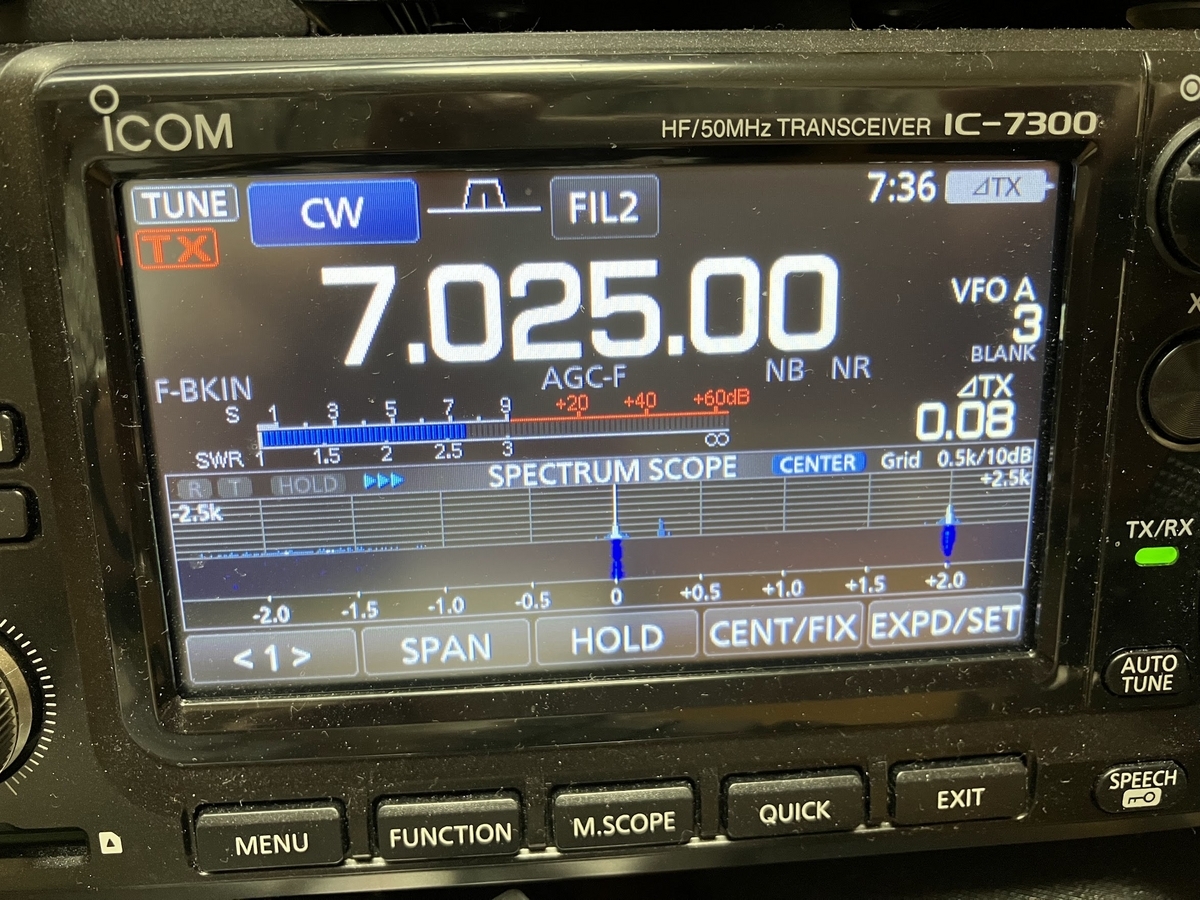 ICOM
HF/50MHz TRANSCEIVER IC-7300
TUNE CW FIL2 7:36 ⊿TX
TX
7.025.00
VFO A
3
BLANK
F-BKIN AGC-F NB NR
⊿TX
0.08
S 1 3 5 7 9 +20 +40 +60dB
SWR 1 1.5 2 2.5 3 ∞
R T HOLD SPECTRUM SCOPE CENTER Grid 0.5k/10dB
-2.5k +2.5k
-2.0 -1.5 -1.0 -0.5 0 +0.5 +1.0 +1.5 +2.0
<1> SPAN HOLD CENT/FIX EXPD/SET
TX/RX
AUTO
TUNE
SPEECH
MENU FUNCTION M.SCOPE QUICK EXIT